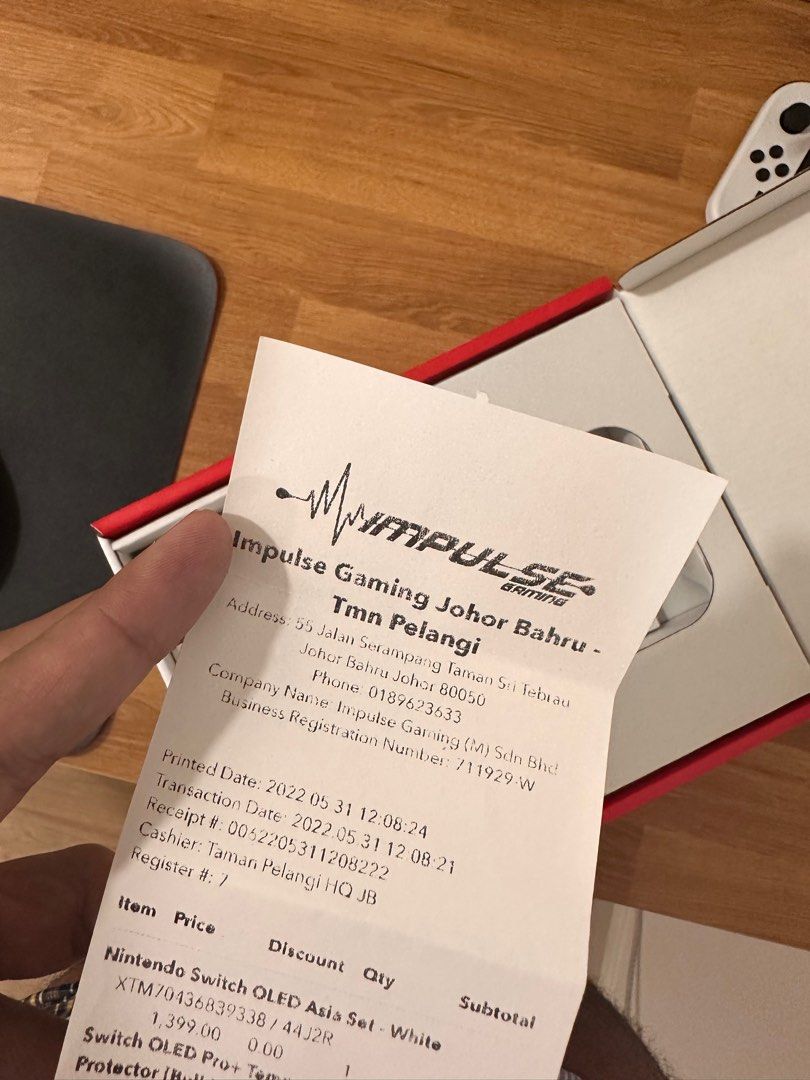 IMPULSE
GAMING
Impulse Gaming Johor Bahru -
Tmn Pelangi
Address: 55 Jalan Serampang Taman Sri Tebrau
Johor Bahru Johor 80050
Phone: 0189623633
Company Name: Impulse Gaming (M) Sdn Bhd
Business Registration Number: 711929-W
Printed Date: 2022 05 31 12:08:24
Transaction Date: 2022.05.31 12:08:21
Receipt #: 0062205311208222
Cashier: Taman Pelangi HQ JB
Register #: 7
Item Price Discount Qty Subtotal
Nintendo Switch OLED Asia Set - White
XTM70436839338 / 44J2R
1,399.00 0.00 1
Switch OLED Pro+
Protector